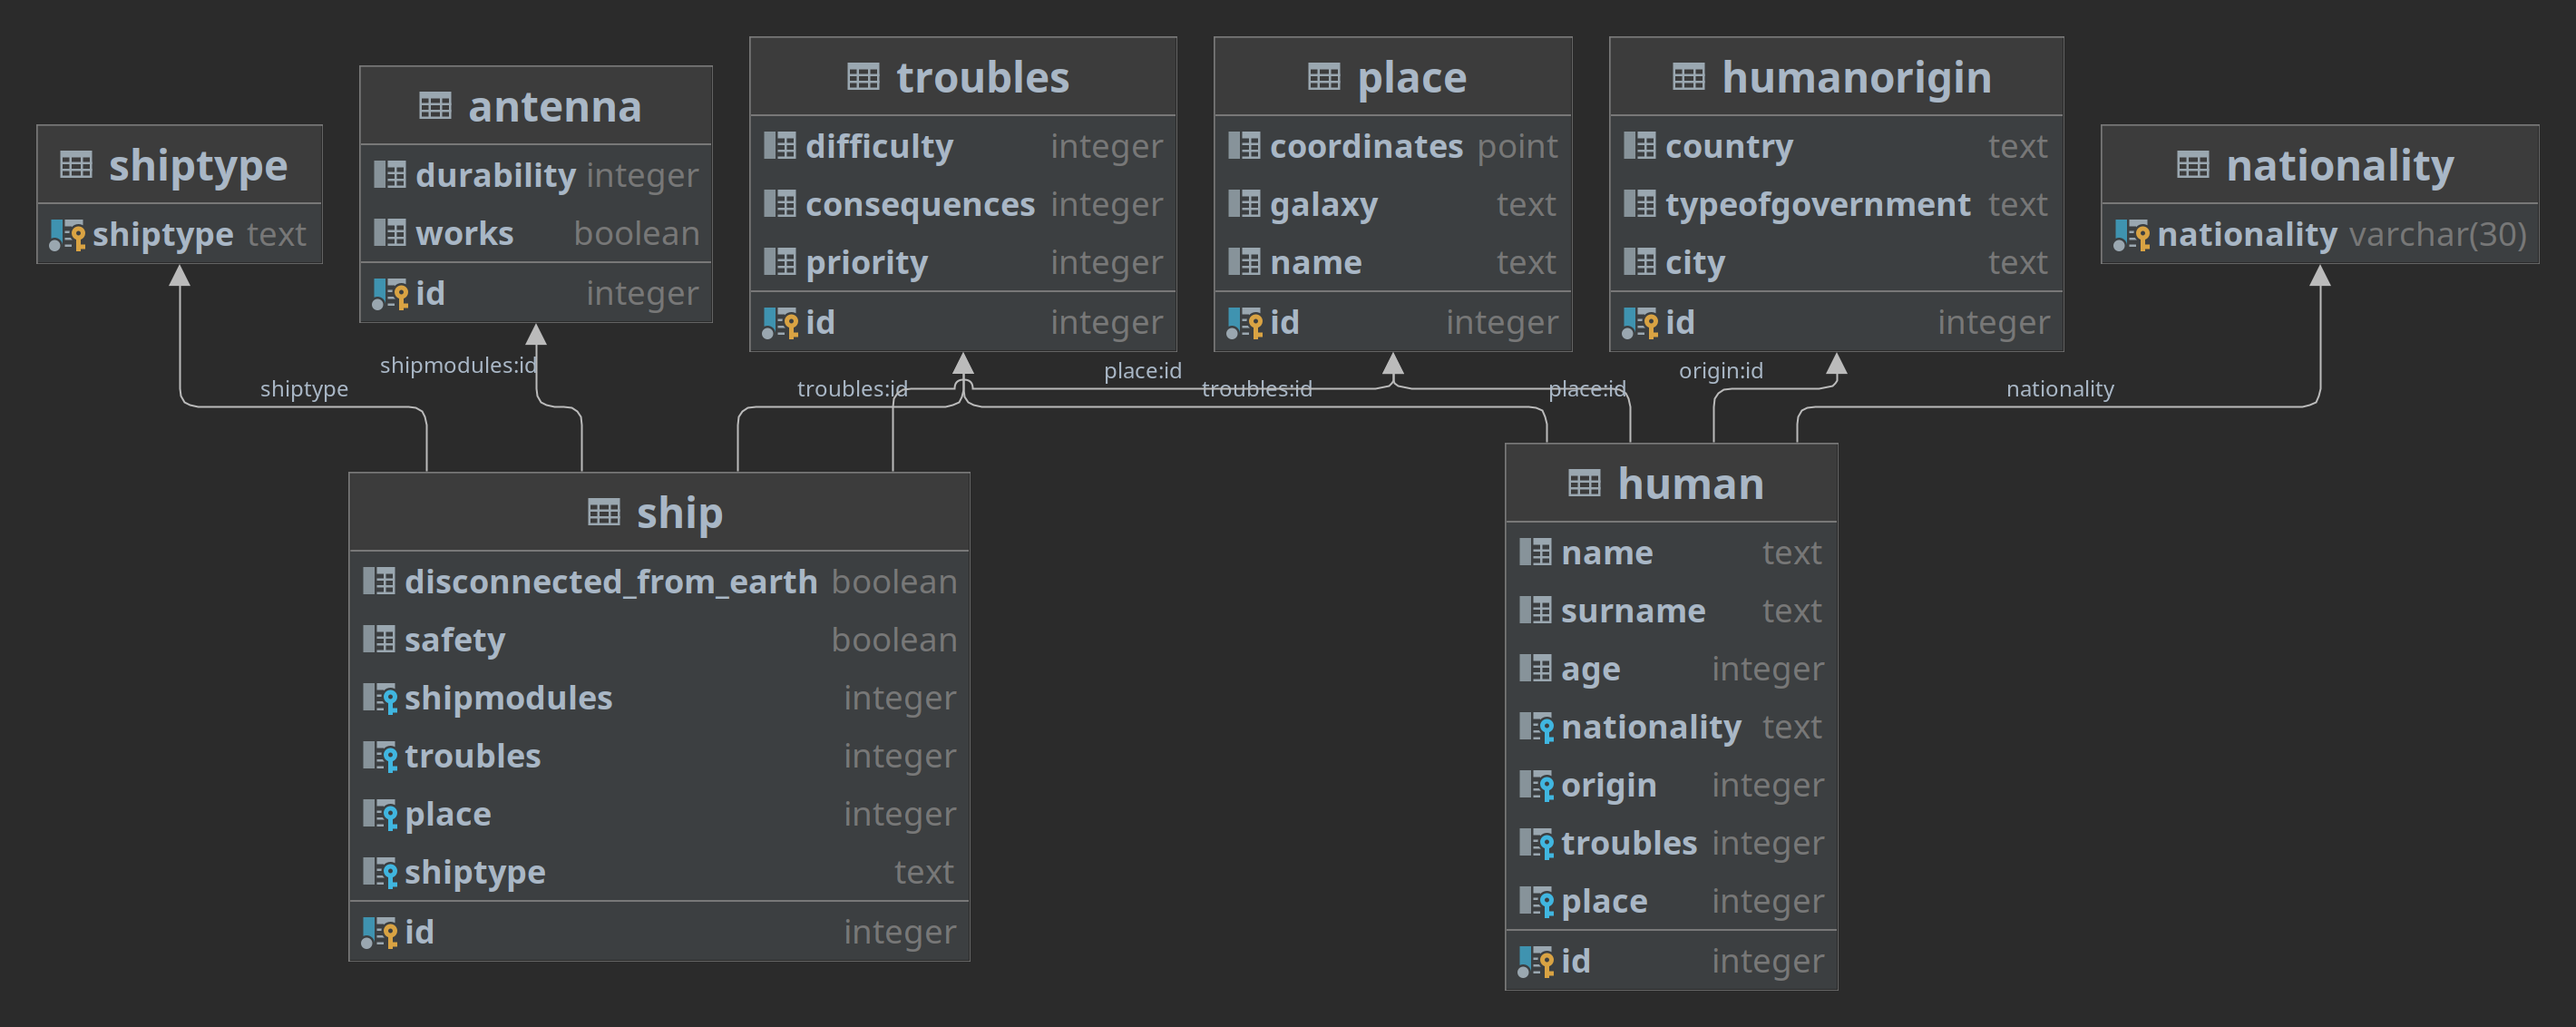 shiptype
shiptype text
antenna
durability integer
works boolean
id integer
troubles
difficulty integer
consequences integer
priority integer
id integer
place
coordinates point
galaxy text
name text
id integer
humanorigin
country text
typeofgovernment text
city text
id integer
nationality
nationality varchar(30)
shiptype
shipmodules:id
troubles:id
place:id
troubles:id
place:id
origin:id
nationality
ship
disconnected_from_earth boolean
safety boolean
shipmodules integer
troubles integer
place integer
shiptype text
id integer
human
name text
surname text
age integer
nationality text
origin integer
troubles integer
place integer
id integer